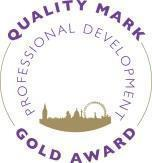 QUALITY MARK
PROFESSIONAL DEVELOPMENT
GOLD AWARD